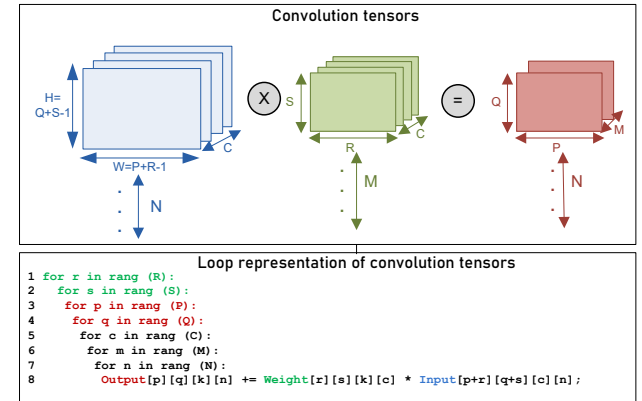 Convolution tensors
H=
Q+S-1
W=P+R-1
C
N
X
S
R
C
M
=
Q
P
M
N
Loop representation of convolution tensors
1 for r in rang (R):
2 for s in rang (S):
3 for p in rang (P):
4 for q in rang (Q):
5 for c in rang (C):
6 for m in rang (M):
7 for n in rang (N):
8 Output[p][q][k][n] += Weight[r][s][k][c] * Input[p+r][q+s][c][n];